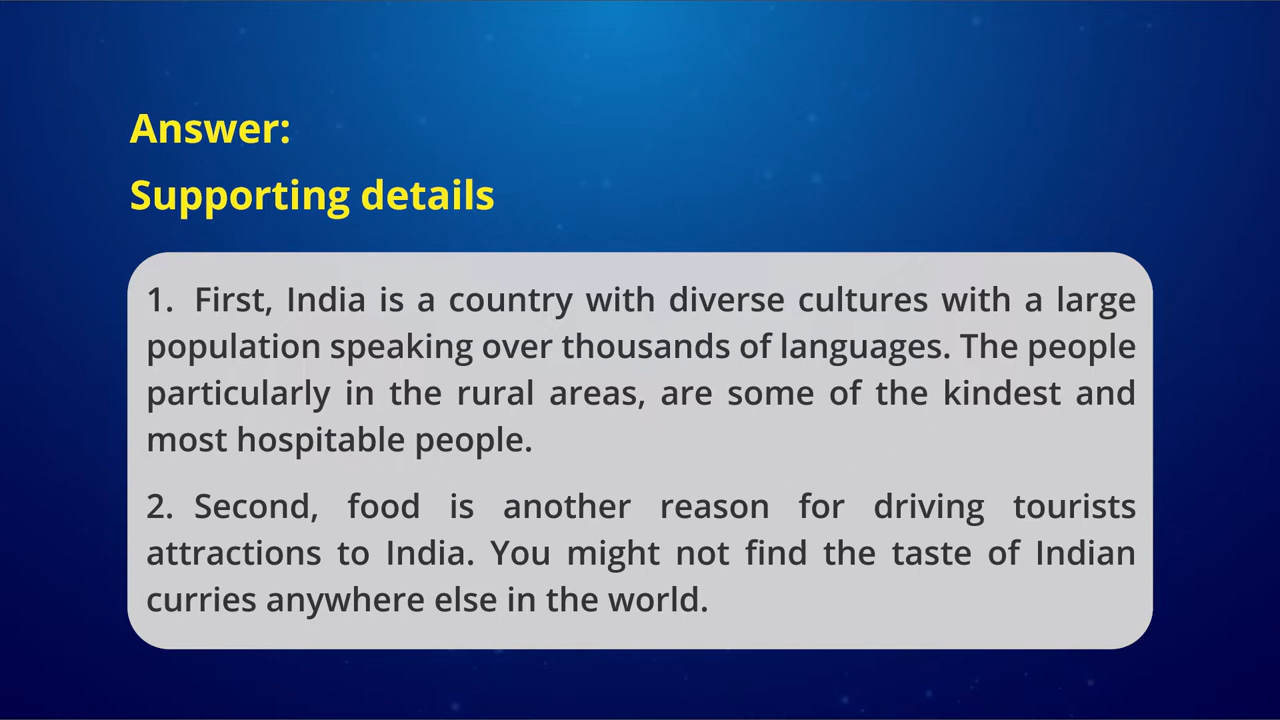 Answer:
Supporting details
1. First, India is a country with diverse cultures with a large
population speaking over thousands of languages. The people
particularly in the rural areas, are some of the kindest and
most hospitable people.
2. Second, food is another reason for driving tourists
attractions to India. You might not find the taste of Indian
curries anywhere else in the world.